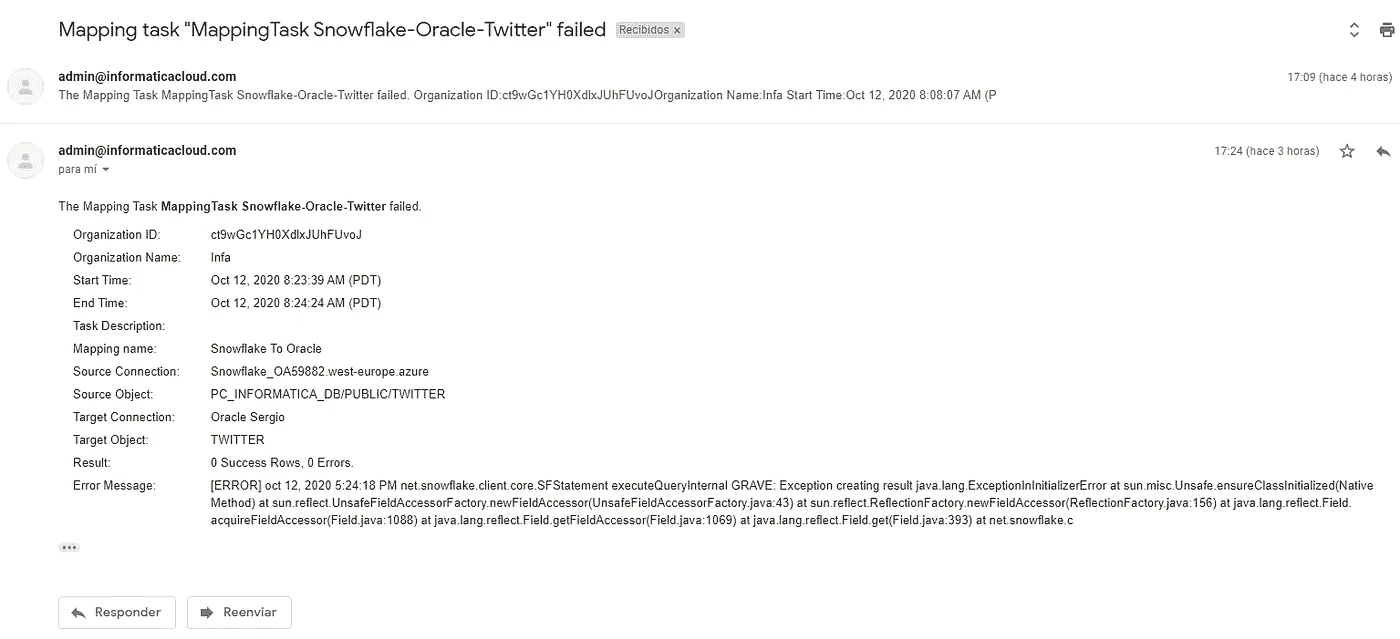 Mapping task "MappingTask Snowflake-Oracle-Twitter" failed Recibidos x
admin@informaticacloud.com 17:09 (hace 4 horas)
The Mapping Task MappingTask Snowflake-Oracle-Twitter failed. Organization ID:ct9wGc1YH0XdlxJUhFUvoJOrganization Name:Infa Start Time:Oct 12, 2020 8:08:07 AM (P
admin@informaticacloud.com 17:24 (hace 3 horas)
para mí
The Mapping Task MappingTask Snowflake-Oracle-Twitter failed.
Organization ID: ct9wGc1YH0XdlxJUhFUvoJ
Organization Name: Infa
Start Time: Oct 12, 2020 8:23:39 AM (PDT)
End Time: Oct 12, 2020 8:24:24 AM (PDT)
Task Description:
Mapping name: Snowflake To Oracle
Source Connection: Snowflake_OA59882.west-europe.azure
Source Object: PC_INFORMATICA_DB/PUBLIC/TWITTER
Target Connection: Oracle Sergio
Target Object: TWITTER
Result: 0 Success Rows, 0 Errors.
Error Message: [ERROR] oct 12, 2020 5:24:18 PM net.snowflake.client.core.SFStatement executeQueryInternal GRAVE: Exception creating result java.lang.ExceptionInInitializerError at sun.misc.Unsafe.ensureClassInitialized(Native
Method) at sun.reflect.UnsafeFieldAccessorFactory.newFieldAccessor(UnsafeFieldAccessorFactory.java:43) at sun.reflect.ReflectionFactory.newFieldAccessor(ReflectionFactory.java:156) at java.lang.reflect.Field.
acquireFieldAccessor(Field.java:1088) at java.lang.reflect.Field.getFieldAccessor(Field.java:1069) at java.lang.reflect.Field.get(Field.java:393) at net.snowflake.c
Responder Reenviar